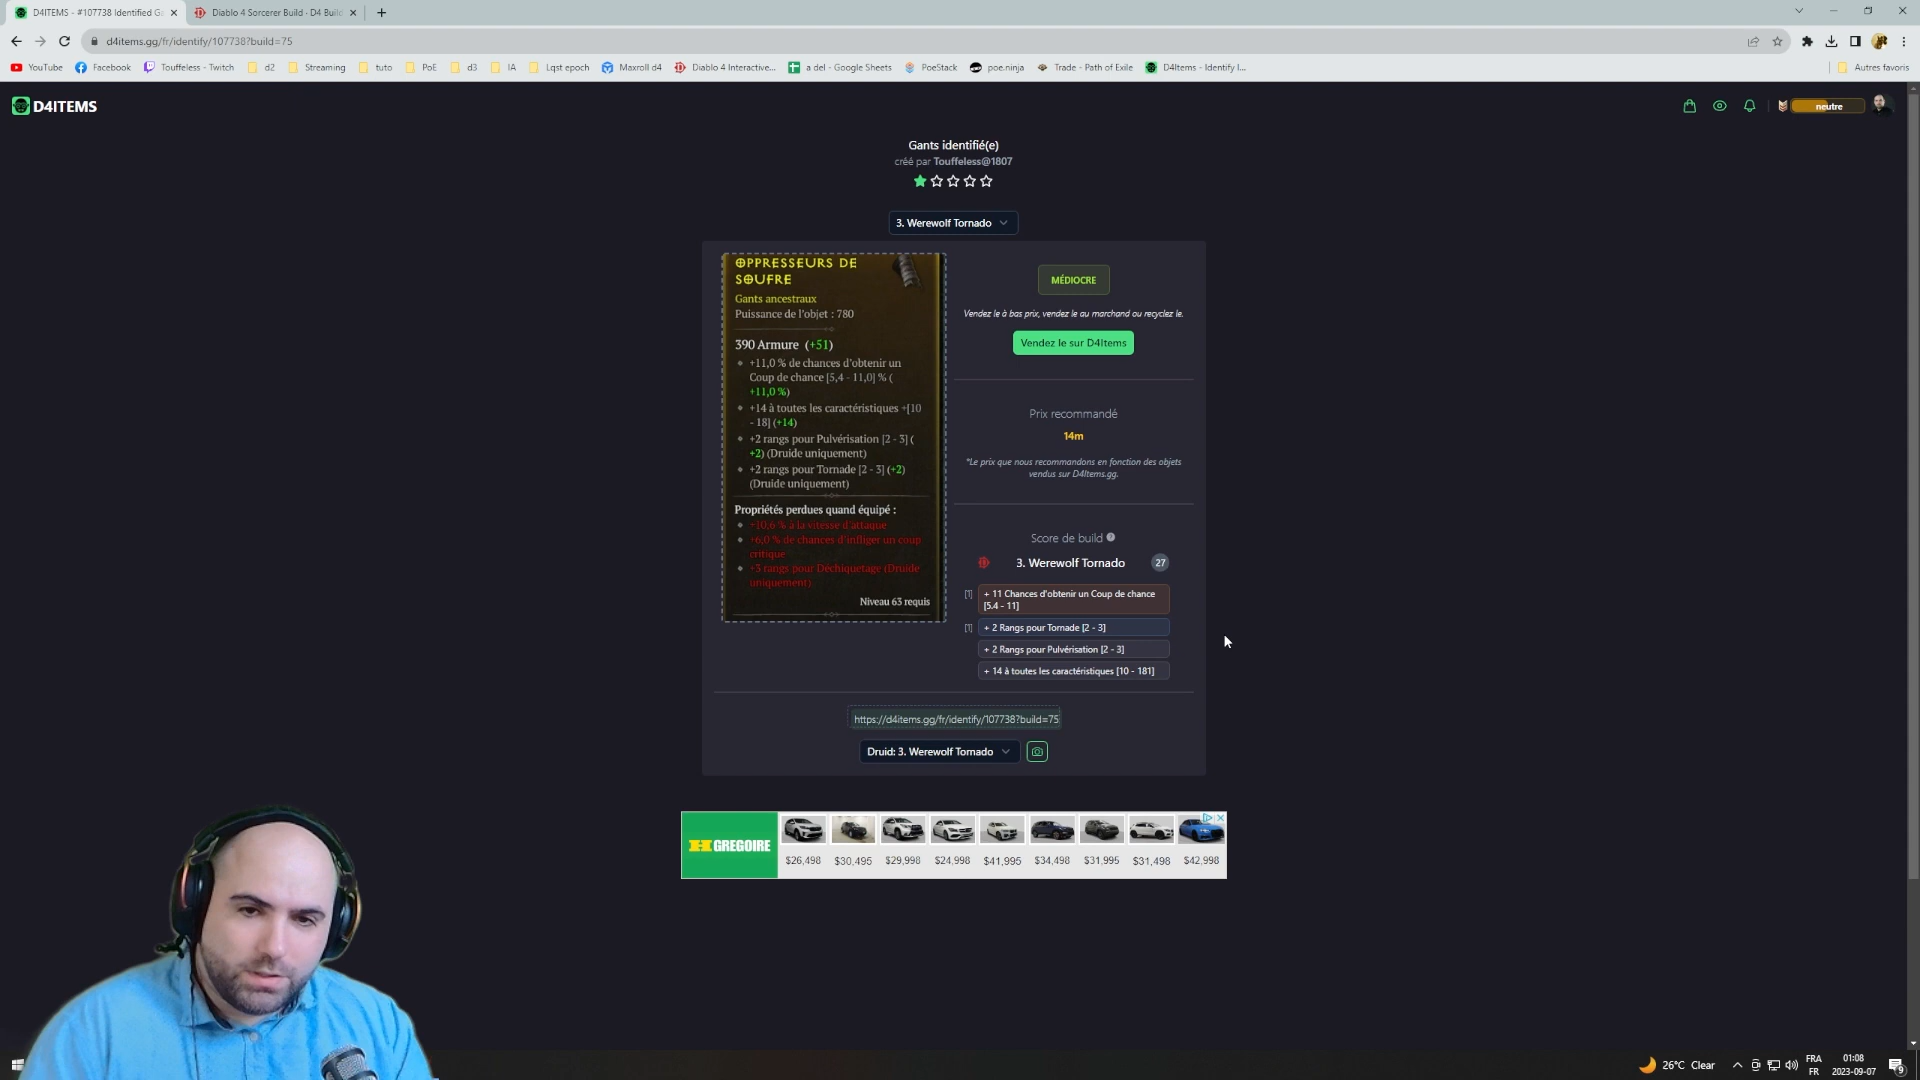 D4ITEMS - #107738 Identified G
Diablo 4 Sorcerer Build - D4 Build
d4items.gg/fr/identify/107738?build=75
YouTube
Facebook
Touffeless - Twitch
d2
Streaming
tuto
PoE
d3
IA
Lqst epoch
Maxroll d4
Diablo 4 Interactive...
a del - Google Sheets
PoeStack
poe.ninja
Trade - Path of Exile
D4Items - Identify I...
Autres favoris
D4ITEMS
neutre
Gants identifié(e)
créé par Touffeless@1807
3. Werewolf Tornado
OPPRESSEURS DE
SOUFRE
Gants ancestraux
Puissance de l'objet : 780
390 Armure (+51)
+11,0 % de chances d'obtenir un
Coup de chance [5,4 - 11,0] % (
+11,0 %)
+14 à toutes les caractéristiques +[10
- 18] (+14)
+2 rangs pour Pulvérisation [2 - 3] (
+2) (Druide uniquement)
+2 rangs pour Tornade [2 - 3] (+2)
(Druide uniquement)
Propriétés perdues quand équipé :
+10,6 % à la vitesse d'attaque
+6,0 % de chances d'infliger un coup
critique
+3 rangs pour Déchiquetage (Druide
uniquement)
Niveau 63 requis
MÉDIOCRE
Vendez le à bas prix, vendez le au marchand ou recyclez le.
Vendez le sur D4Items
Prix recommandé
14m
*Le prix que nous recommandons en fonction des objets
vendus sur D4Items.gg.
Score de build
3. Werewolf Tornado
27
[1] + 11 Chances d'obtenir un Coup de chance
[5.4 - 11]
[1] + 2 Rangs pour Tornade [2 - 3]
+ 2 Rangs pour Pulvérisation [2 - 3]
+ 14 à toutes les caractéristiques [10 - 181]
https://d4items.gg/fr/identify/107738?build=75
Druid: 3. Werewolf Tornado
H GREGOIRE
$26,498
$30,495
$29,998
$24,998
$41,995
$34,498
$31,995
$31,498
$42,998
26°C Clear
FRA
FR
01:08
2023-09-07
9